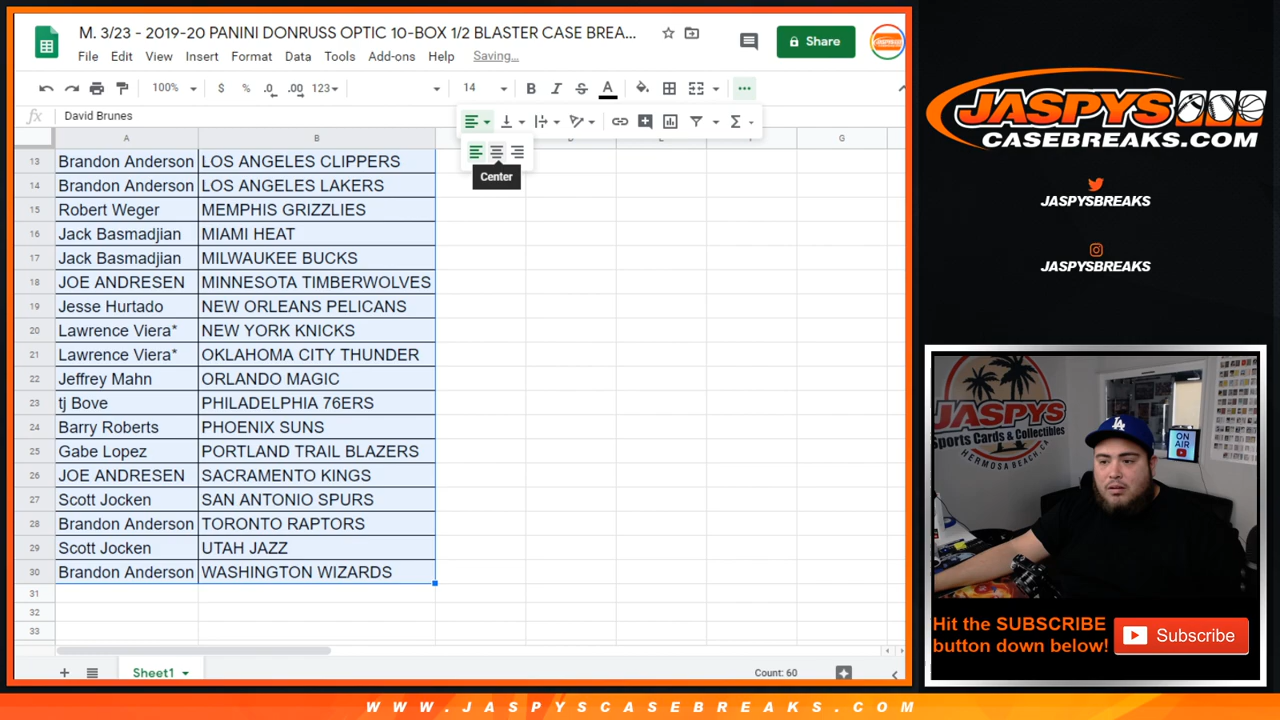 M. 3/23 - 2019-20 PANINI DONRUSS OPTIC 10-BOX 1/2 BLASTER CASE BREA...
Share
File Edit View Insert Format Data Tools Add-ons Help Saving...
100% $ % .0 .00 123 14 B I S A
fx David Brunes
A B G
13 Brandon Anderson LOS ANGELES CLIPPERS
14 Brandon Anderson LOS ANGELES LAKERS
15 Robert Weger MEMPHIS GRIZZLIES
16 Jack Basmadjian MIAMI HEAT
17 Jack Basmadjian MILWAUKEE BUCKS
18 JOE ANDRESEN MINNESOTA TIMBERWOLVES
19 Jesse Hurtado NEW ORLEANS PELICANS
20 Lawrence Viera* NEW YORK KNICKS
21 Lawrence Viera* OKLAHOMA CITY THUNDER
22 Jeffrey Mahn ORLANDO MAGIC
23 tj Bove PHILADELPHIA 76ERS
24 Barry Roberts PHOENIX SUNS
25 Gabe Lopez PORTLAND TRAIL BLAZERS
26 JOE ANDRESEN SACRAMENTO KINGS
27 Scott Jocken SAN ANTONIO SPURS
28 Brandon Anderson TORONTO RAPTORS
29 Scott Jocken UTAH JAZZ
30 Brandon Anderson WASHINGTON WIZARDS
31
32
33
Center
Sheet1
Count: 60
JASPYS
CASEBREAKS.COM
JASPYSBREAKS
JASPYSBREAKS
JASPYS
Sports Cards & Collectibles
HERMOSA BEACH, CA
LA
ON
AIR
Hit the SUBSCRIBE
button down below!
Subscribe
WWW.JASPYSCASEBREAKS.COM